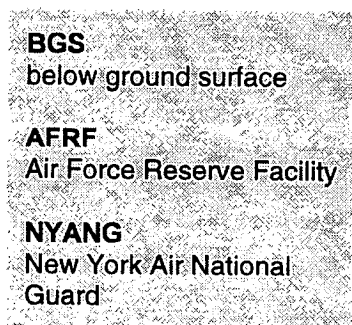 BGS
below ground surface
AFRF
Air Force Reserve Facility
NYANG
New York Air National
Guard